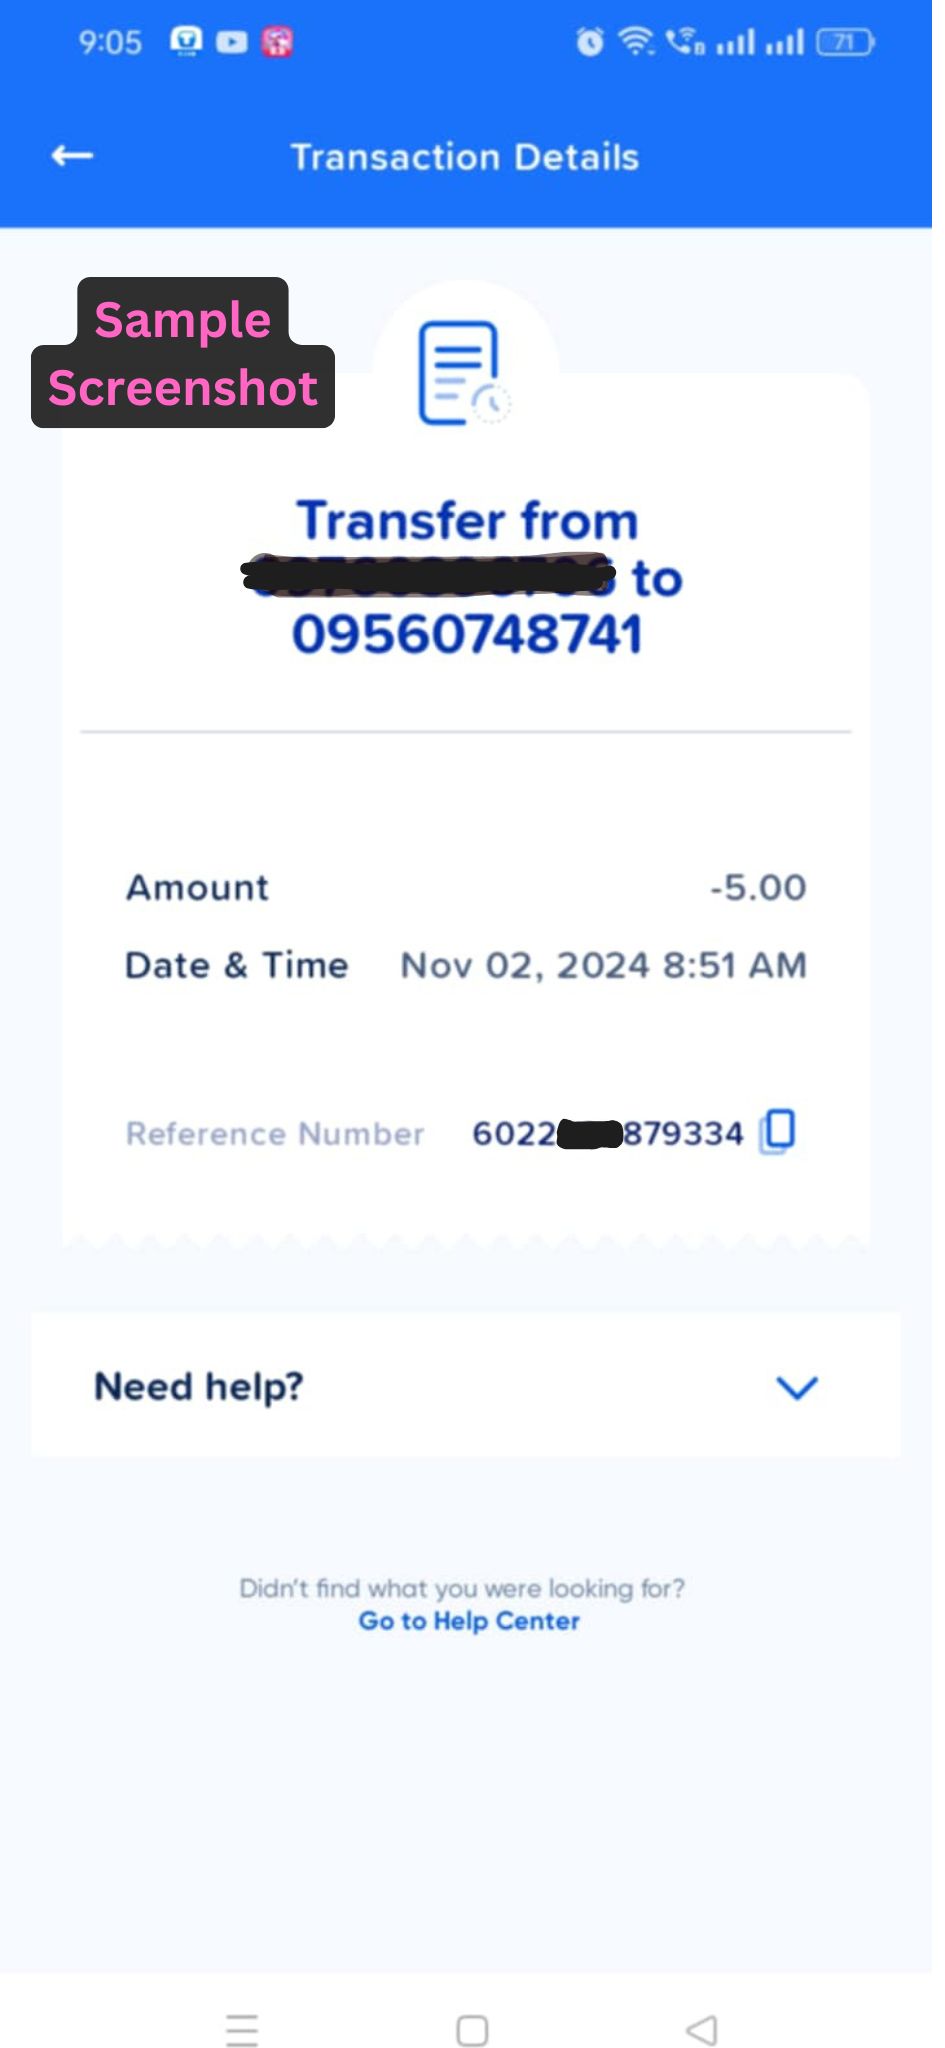 9:05
71
Transaction Details
Sample
Screenshot
Transfer from
to
09560748741
Amount -5.00
Date & Time Nov 02, 2024 8:51 AM
Reference Number 6022 879334
Need help?
Didn't find what you were looking for?
Go to Help Center